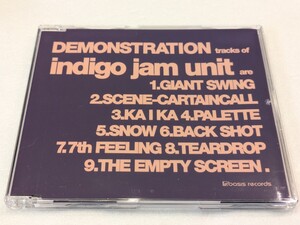 DEMONSTRATION tracks of
indigo jam unit are
1.GIANT SWING
2.SCENE-CARTAINCALL
3.KA I KA 4.PALETTE
5.SNOW 6.BACK SHOT
7.7th FEELING 8.TEARDROP
9.THE EMPTY SCREEN .
basis records